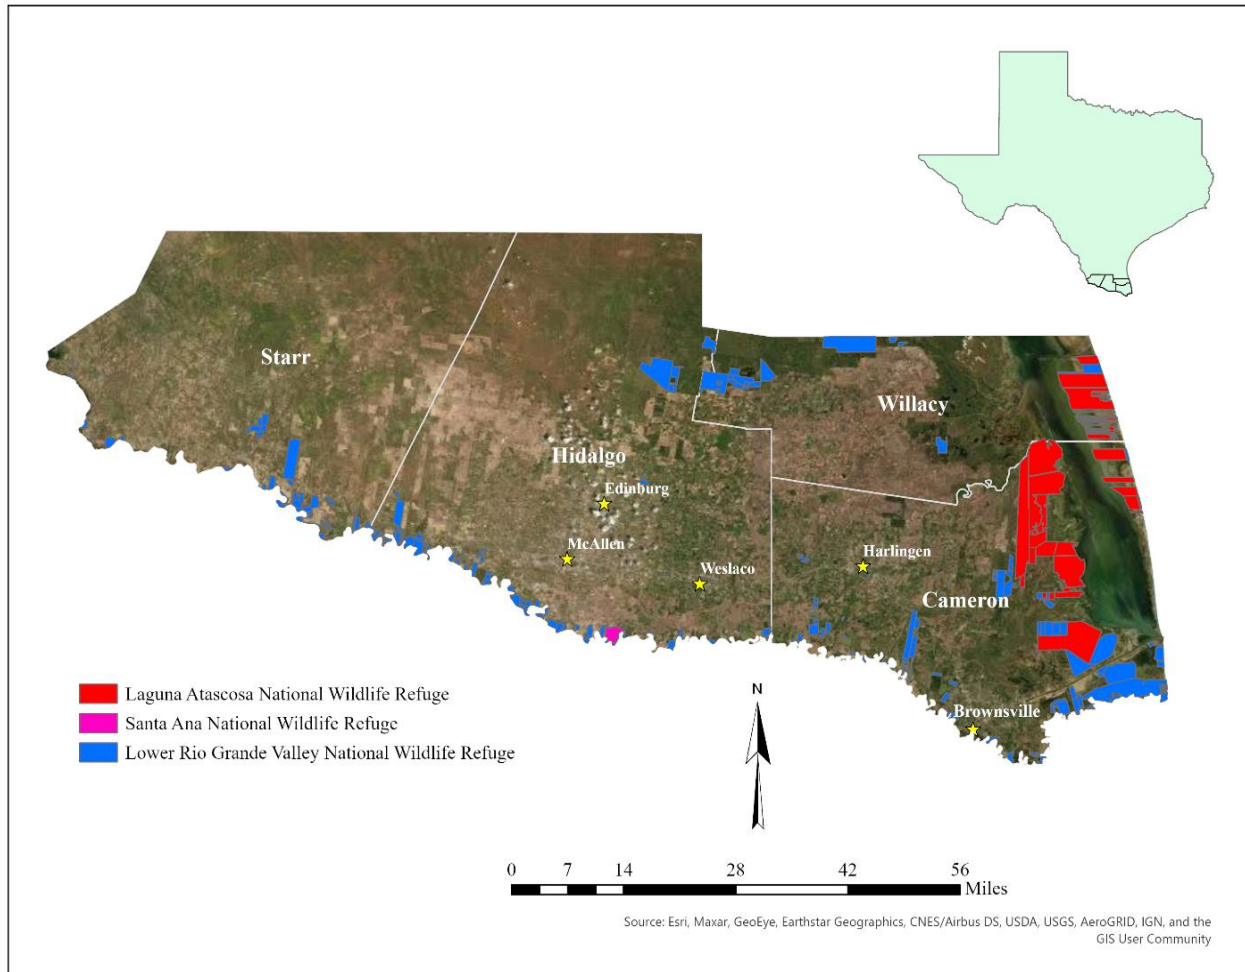 Starr
Willacy
Hidalgo
Edinburg
McAllen
Harlingen
Weslaco
Cameron
Laguna Atascosa National Wildlife Refuge
Santa Ana National Wildlife Refuge
Lower Rio Grande Valley National Wildlife Refuge
N
Brownsville
0 7 14 28 42 56
Miles
Source: Esri, Maxar, GeoEye, Earthstar Geographics, CNES/Airbus DS, USDA, USGS, AeroGRID, IGN, and the
GIS User Community